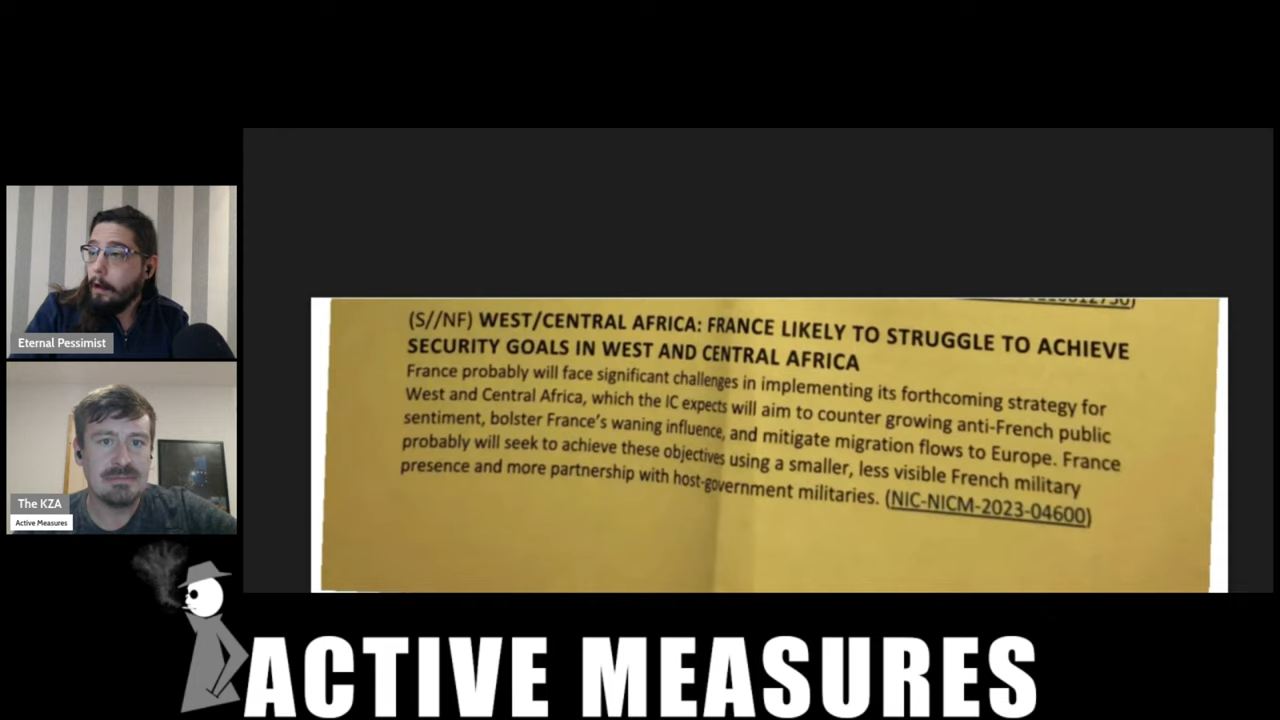 (S//NF) WEST/CENTRAL AFRICA: FRANCE LIKELY TO STRUGGLE TO ACHIEVE
SECURITY GOALS IN WEST AND CENTRAL AFRICA
France probably will face significant challenges in implementing its forthcoming strategy for
West and Central Africa, which the IC expects will aim to counter growing anti-French public
sentiment, bolster France's waning influence, and mitigate migration flows to Europe. France
probably will seek to achieve these objectives using a smaller, less visible French military
presence and more partnership with host-government militaries. (NIC-NICM-2023-04600)
Eternal Pessimist
The KZA
Active Measures
ACTIVE MEASURES